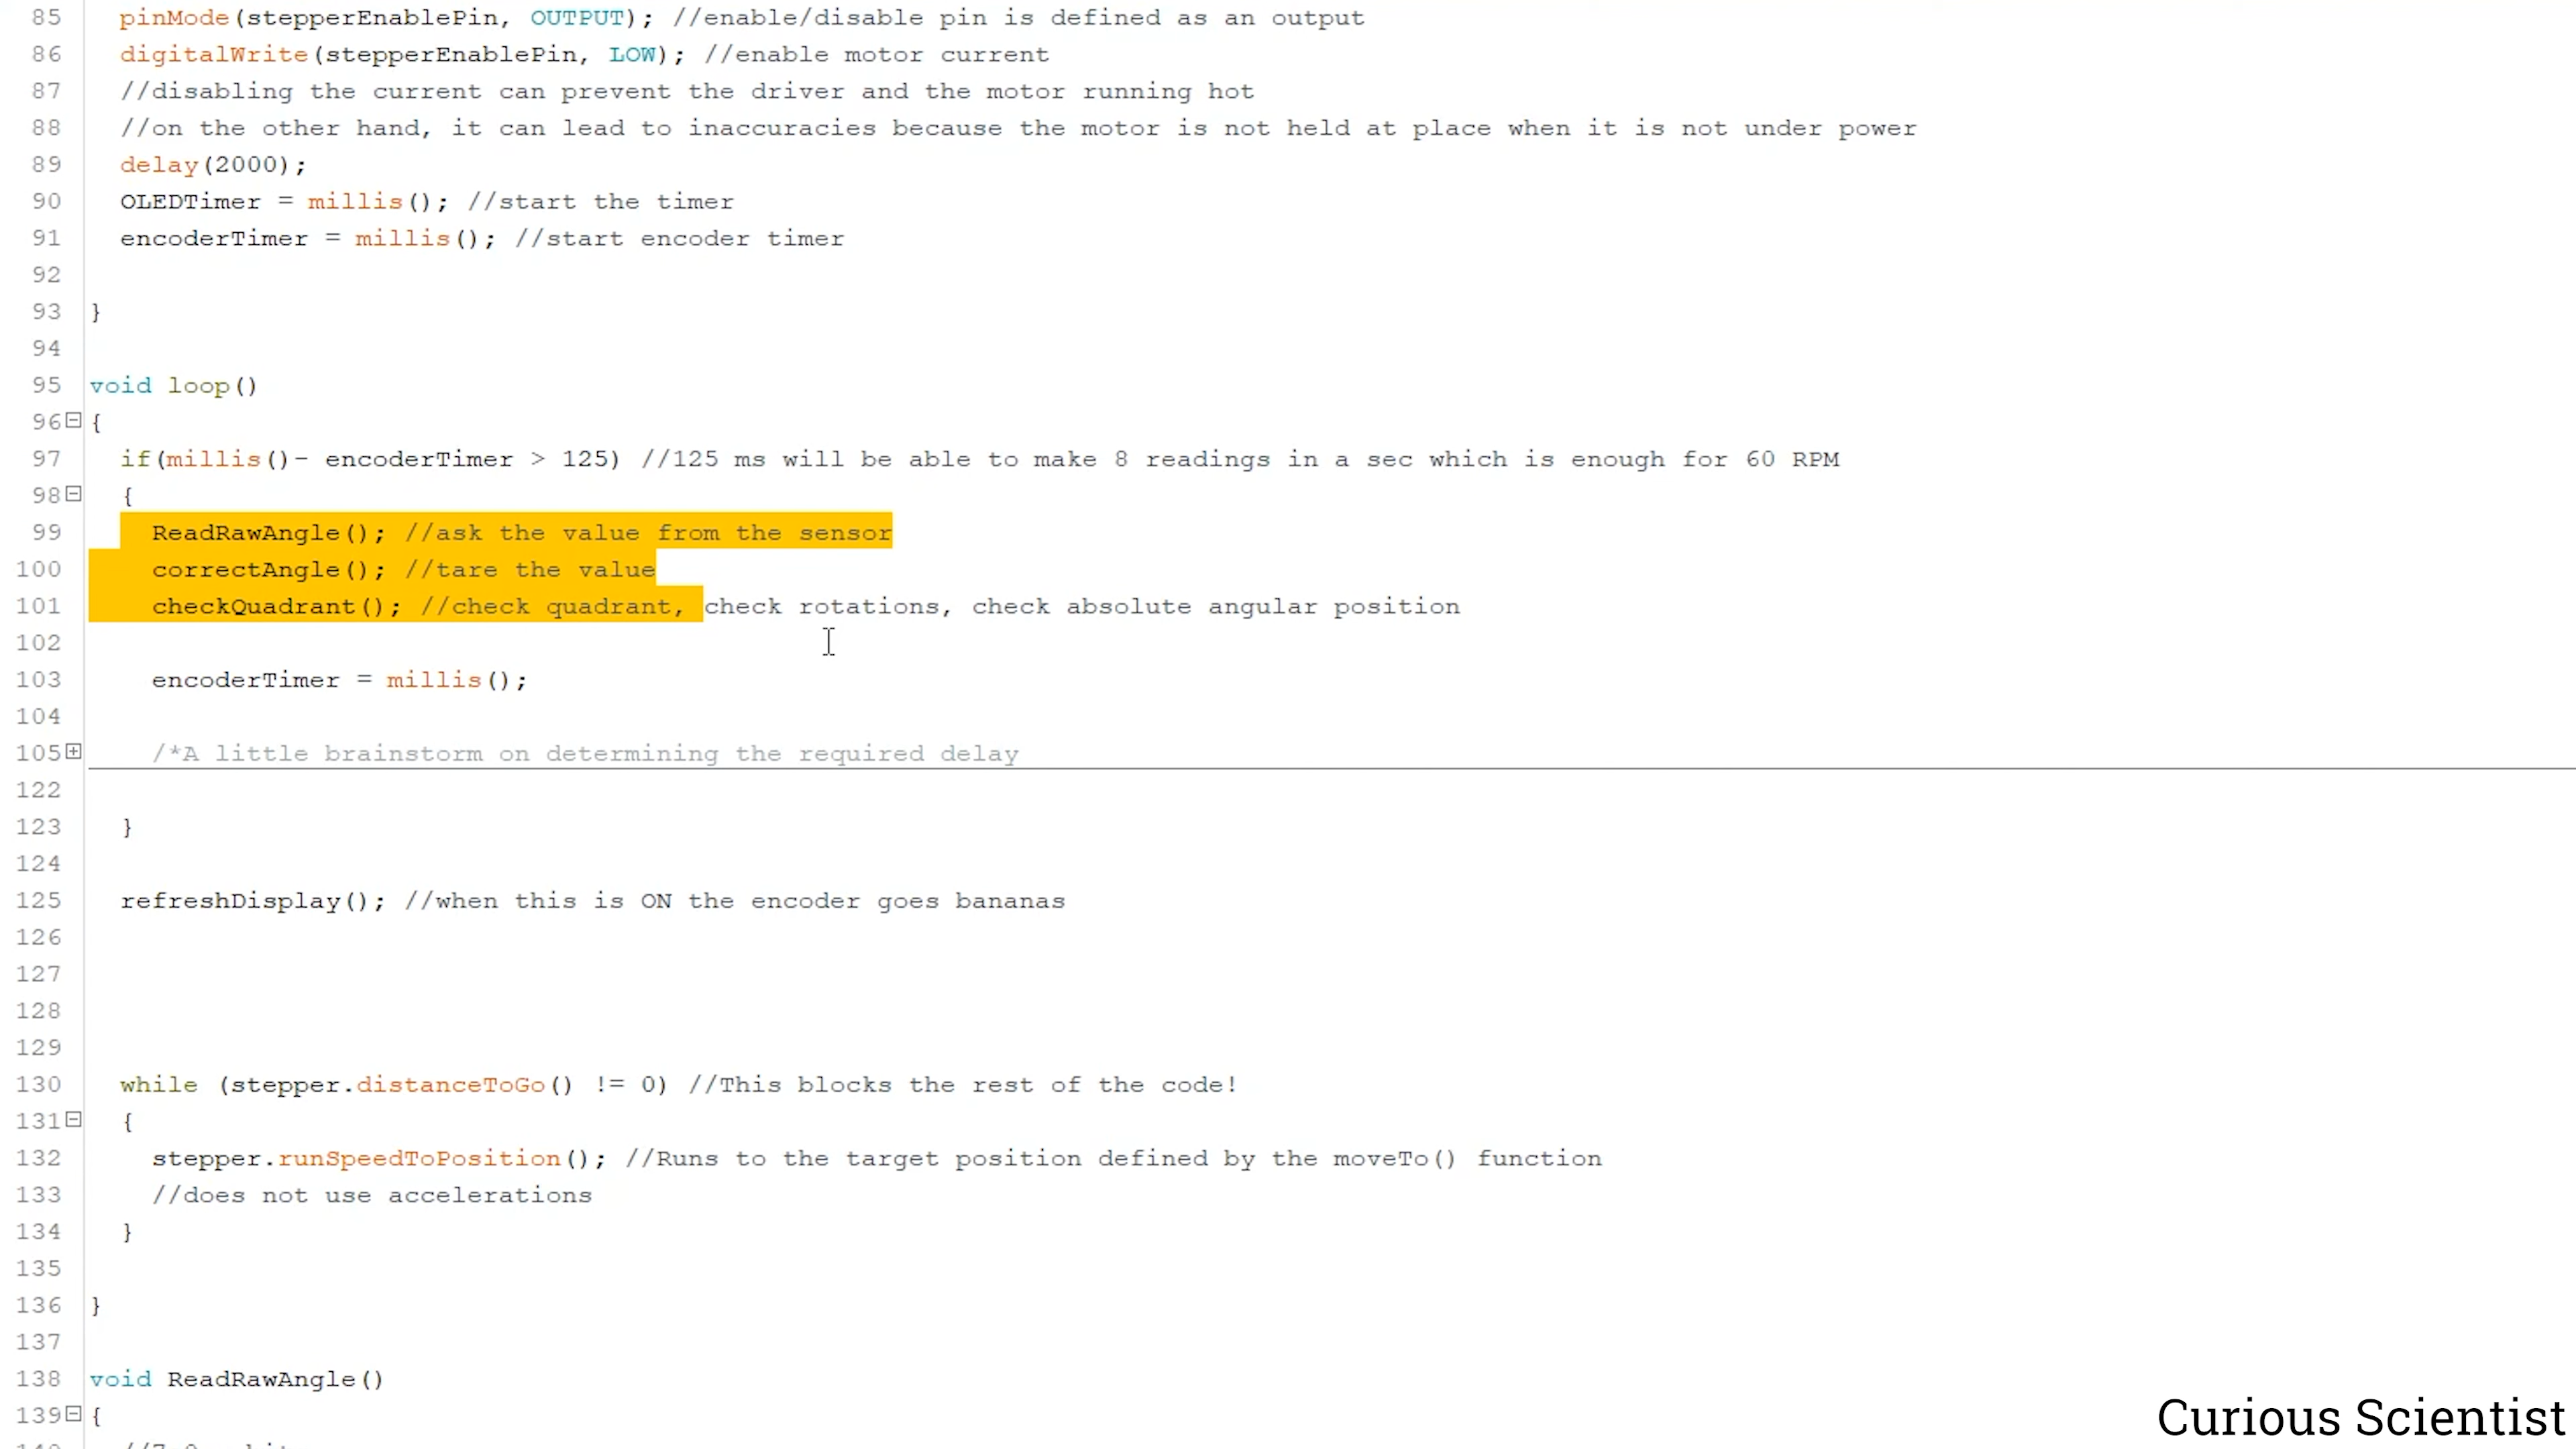 85 pinMode(stepperEnablePin, OUTPUT); //enable/disable pin is defined as an output
86 digitalWrite(stepperEnablePin, LOW); //enable motor current
87 //disabling the current can prevent the driver and the motor running hot
88 //on the other hand, it can lead to inaccuracies because the motor is not held at place when it is not under power
89 delay(2000);
90 OLEDTimer = millis(); //start the timer
91 encoderTimer = millis(); //start encoder timer
92
93 }
94
95 void loop()
96 {
97 if(millis()- encoderTimer > 125) //125 ms will be able to make 8 readings in a sec which is enough for 60 RPM
98 {
99 ReadRawAngle(); //ask the value from the sensor
100 correctAngle(); //tare the value
101 checkQuadrant(); //check quadrant, check rotations, check absolute angular position
102
103 encoderTimer = millis();
104
105 /*A little brainstorm on determining the required delay
122
123 }
124
125 refreshDisplay(); //when this is ON the encoder goes bananas
126
127
128
129
130 while (stepper.distanceToGo() != 0) //This blocks the rest of the code!
131 {
132 stepper.runSpeedToPosition(); //Runs to the target position defined by the moveTo() function
133 //does not use accelerations
134 }
135
136 }
137
138 void ReadRawAngle()
139 {
Curious Scientist